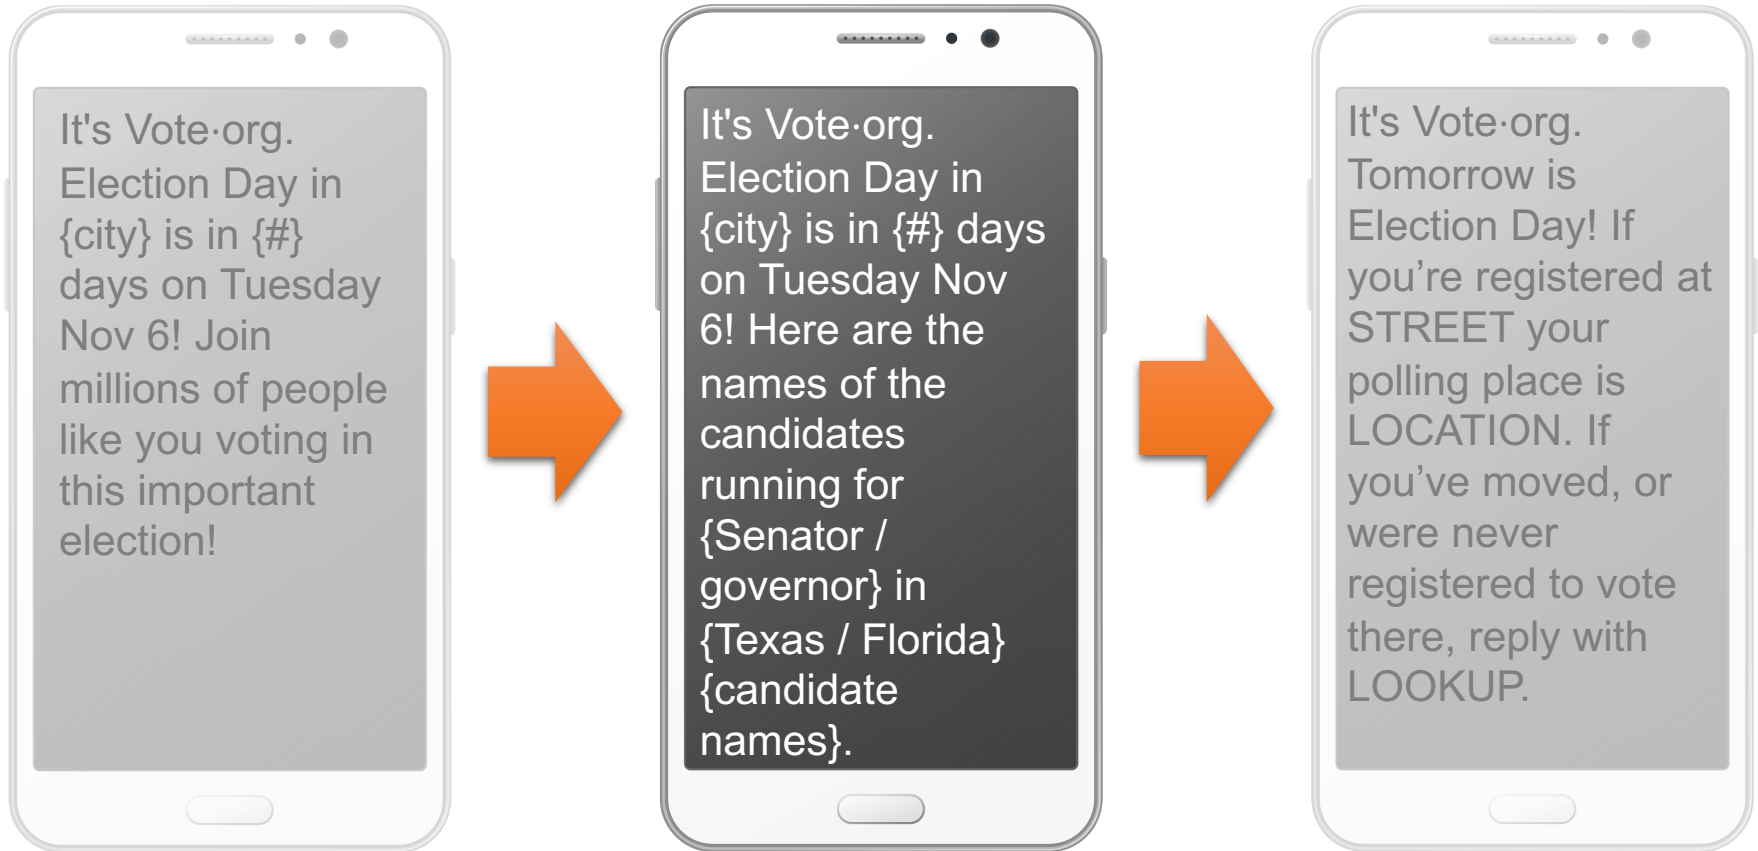 It's Vote·org.
Election Day in
{city} is in {#}
days on Tuesday
Nov 6! Join
millions of people
like you voting in
this important
election!
It's Vote·org.
Election Day in
{city} is in {#} days
on Tuesday Nov
6! Here are the
names of the
candidates
running for
{Senator /
governor} in
{Texas / Florida}
{candidate
names}.
It's Vote·org.
Tomorrow is
Election Day! If
you’re registered at
STREET your
polling place is
LOCATION. If
you’ve moved, or
were never
registered to vote
there, reply with
LOOKUP.